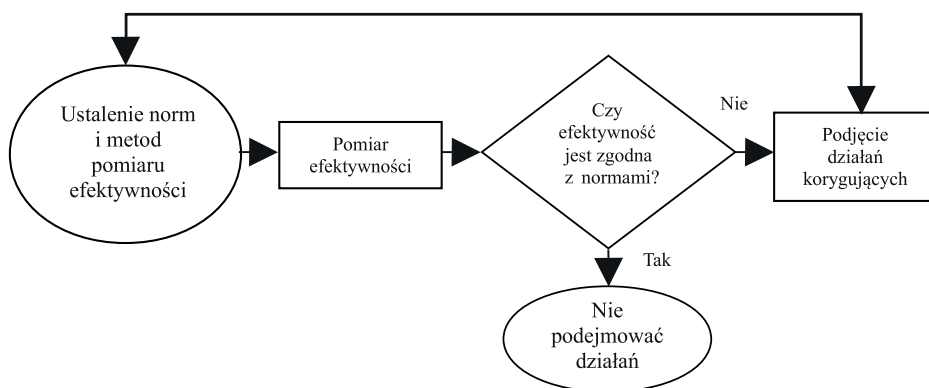 Ustalenie norm
i metod
pomiaru
efektywności
Pomiar
efektywności
Czy
efektywność
jest zgodna
z normami?
Nie
Podjęcie
działań
korygujących
Tak
Nie
podejmować
działań